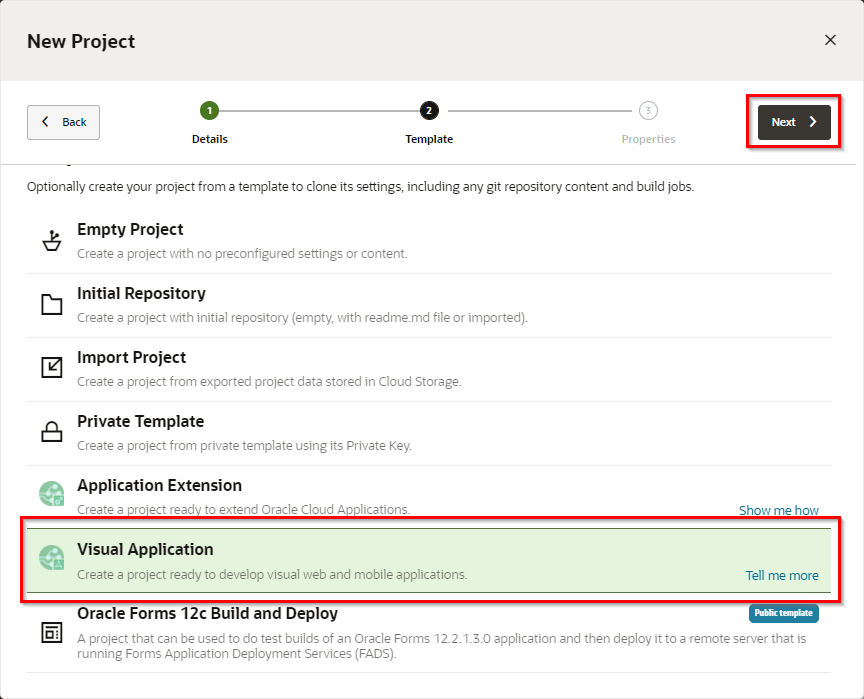 New Project
Back
1
2
3
Next
Details
Template
Properties
Optionally create your project from a template to clone its settings, including any git repository content and build jobs.
Empty Project
Create a project with no preconfigured settings or content.
Initial Repository
Create a project with initial repository (empty, with readme.md file or imported).
Import Project
Create a project from exported project data stored in Cloud Storage.
Private Template
Create a project from private template using its Private Key.
Application Extension
Create a project ready to extend Oracle Cloud Applications.
Show me how
Visual Application
Create a project ready to develop visual web and mobile applications.
Tell me more
Oracle Forms 12c Build and Deploy
Public template
A project that can be used to do test builds of an Oracle Forms 12.2.1.3.0 application and then deploy it to a remote server that is
running Forms Application Deployment Services (FADS).